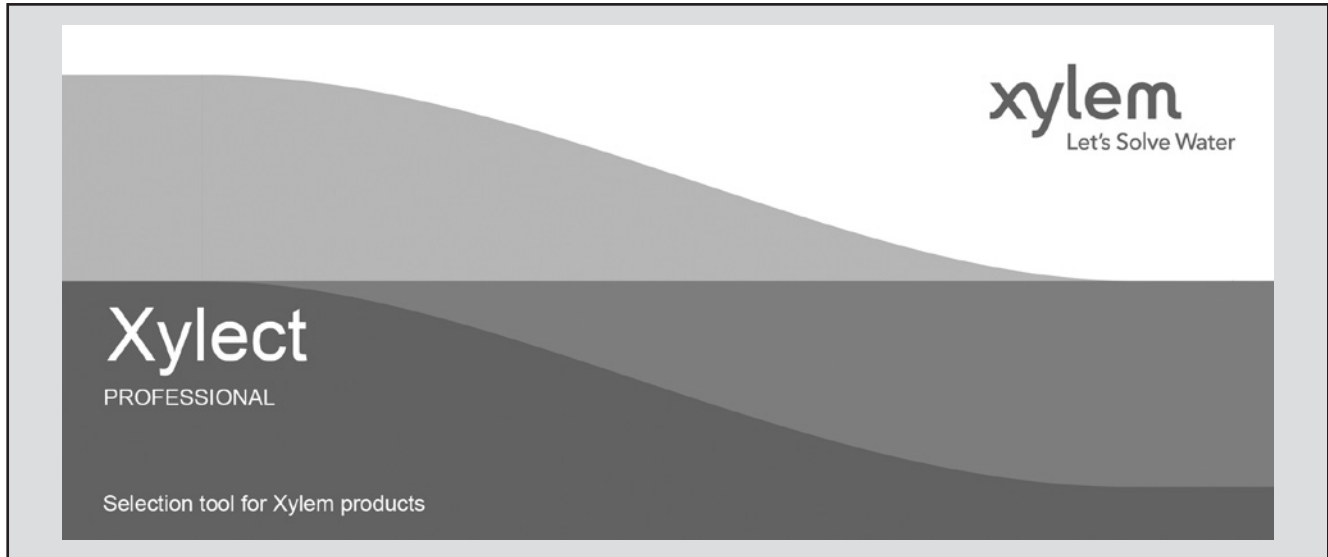 xylem
Let's Solve Water
Xylect
PROFESSIONAL
Selection tool for Xylem products